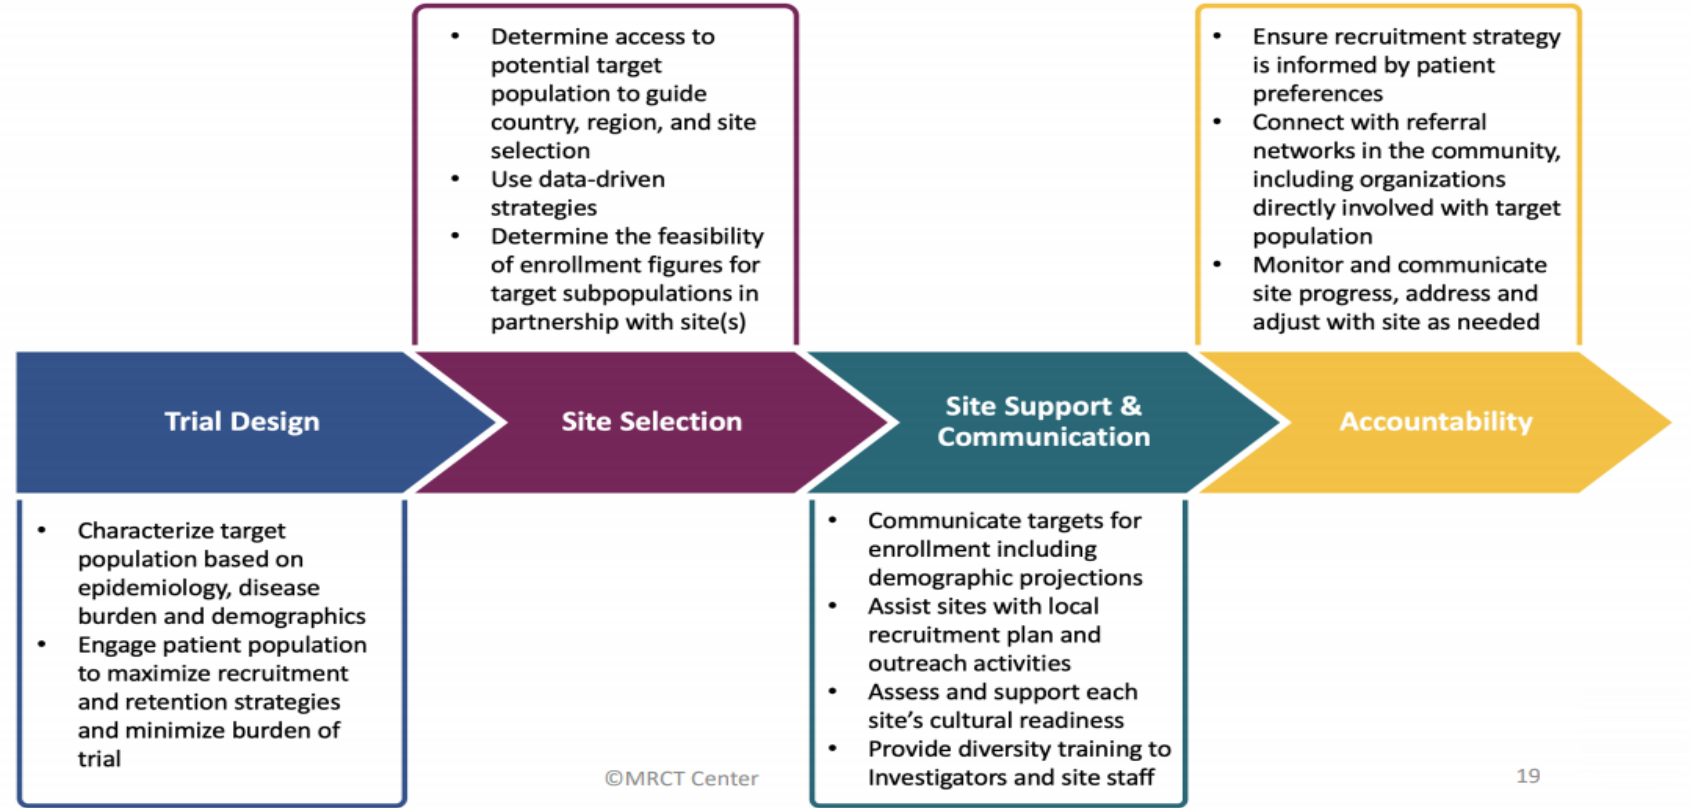 • Determine access to
potential target
population to guide
country, region, and site
selection
• Use data-driven
strategies
• Determine the feasibility
of enrollment figures for
target subpopulations in
partnership with site(s)
• Ensure recruitment strategy
is informed by patient
preferences
• Connect with referral
networks in the community,
including organizations
directly involved with target
population
• Monitor and communicate
site progress, address and
adjust with site as needed
Trial Design
Site Selection
Site Support &
Communication
Accountability
• Characterize target
population based on
epidemiology, disease
burden and demographics
• Engage patient population
to maximize recruitment
and retention strategies
and minimize burden of
trial
• Communicate targets for
enrollment including
demographic projections
• Assist sites with local
recruitment plan and
outreach activities
• Assess and support each
site’s cultural readiness
• Provide diversity training to
Investigators and site staff
©MRCT Center
19